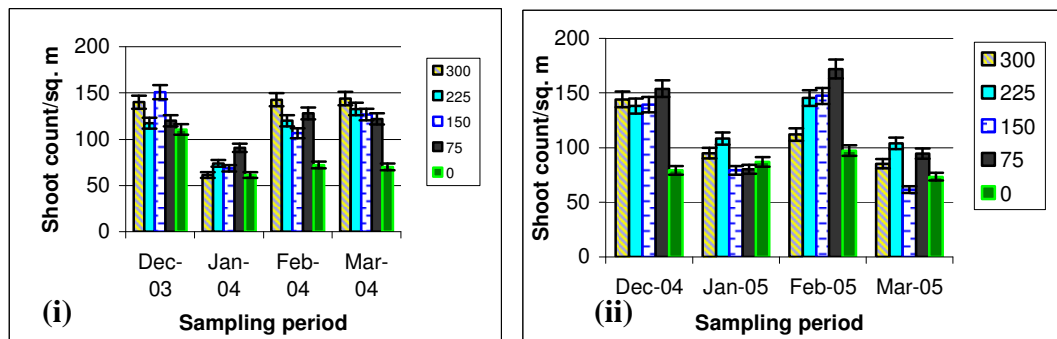 200
150
100
50
0
Shoot count/sq. m
Dec-
03
Jan-
04
Feb-
04
Mar-
04
Sampling period
300
225
150
75
0
(i)
200
150
100
50
0
Shoot count/sq. m
Dec-04 Jan-05 Feb-05 Mar-05
Sampling period
300
225
150
75
0
(ii)